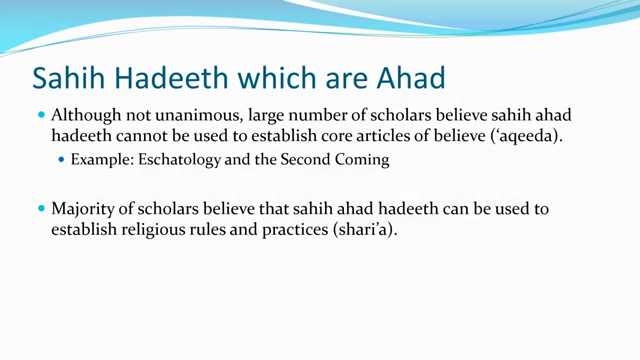 Sahih Hadeeth which are Ahad
• Although not unanimous, large number of scholars believe sahih ahad
hadeeth cannot be used to establish core articles of believe (‘aqeeda).
• Example: Eschatology and the Second Coming
• Majority of scholars believe that sahih ahad hadeeth can be used to
establish religious rules and practices (shari’a).